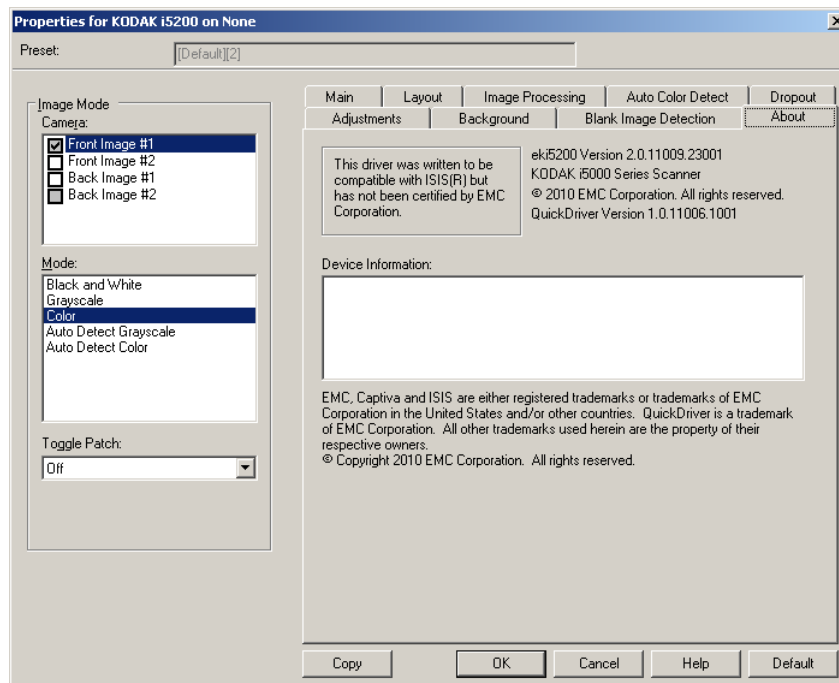 Properties for KODAK i5200 on None
Preset:
[Default][2]
Image Mode
Camera:
Front Image #1
Front Image #2
Back Image #1
Back Image #2
Mode:
Black and White
Grayscale
Color
Auto Detect Grayscale
Auto Detect Color
Toggle Patch:
Off
Main
Layout
Image Processing
Auto Color Detect
Dropout
Adjustments
Background
Blank Image Detection
About
This driver was written to be
compatible with ISIS(R) but
has not been certified by EMC
Corporation.
eki5200 Version 2.0.11009.23001
KODAK i5000 Series Scanner
© 2010 EMC Corporation. All rights reserved.
QuickDriver Version 1.0.11006.1001
Device Information:
EMC, Captiva and ISIS are either registered trademarks or trademarks of EMC
Corporation in the United States and/or other countries. QuickDriver is a trademark
of EMC Corporation. All other trademarks used herein are the property of their
respective owners.
© Copyright 2010 EMC Corporation. All rights reserved.
Copy
OK
Cancel
Help
Default